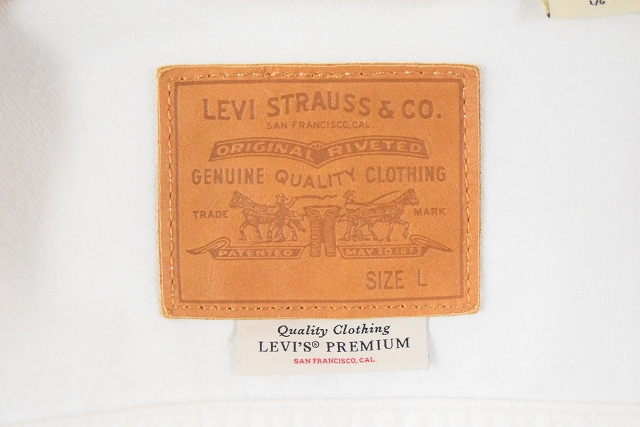 LEVI STRAUSS & CO.
SAN FRANCISCO, CAL.
ORIGINAL RIVETED
GENUINE QUALITY CLOTHING
TRADE MARK
PATENTED MAY 20 1873
SIZE L
Quality Clothing
LEVI'S® PREMIUM
SAN FRANCISCO, CAL.